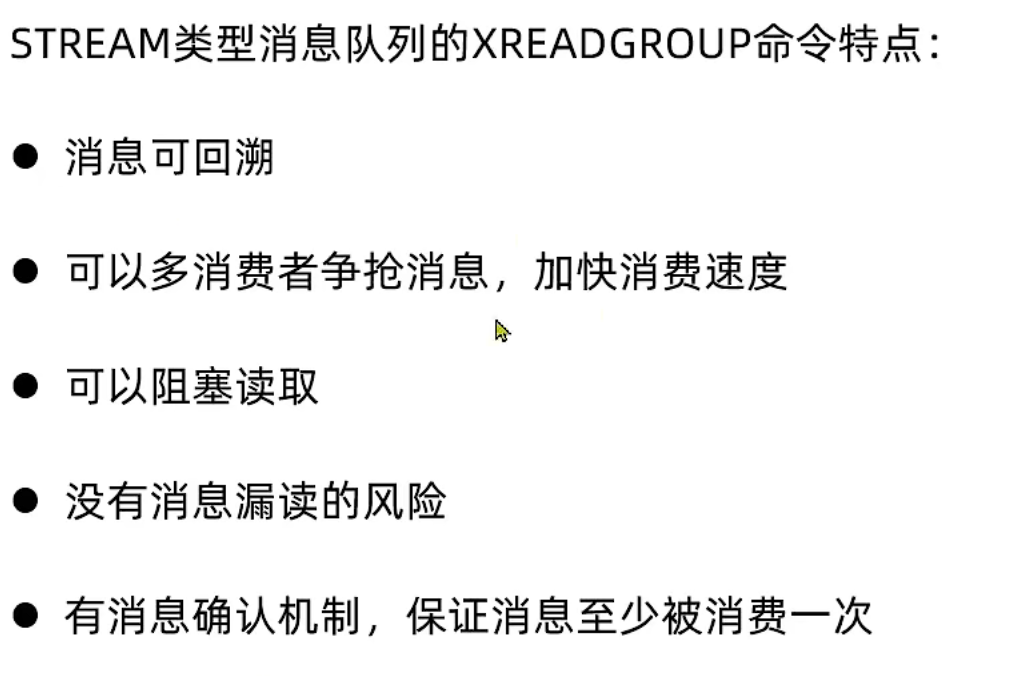 STREAM类型消息队列的XREADGROUP命令特点：
● 消息可回溯
● 可以多消费者争抢消息，加快消费速度
● 可以阻塞读取
● 没有消息漏读的风险
● 有消息确认机制，保证消息至少被消费一次